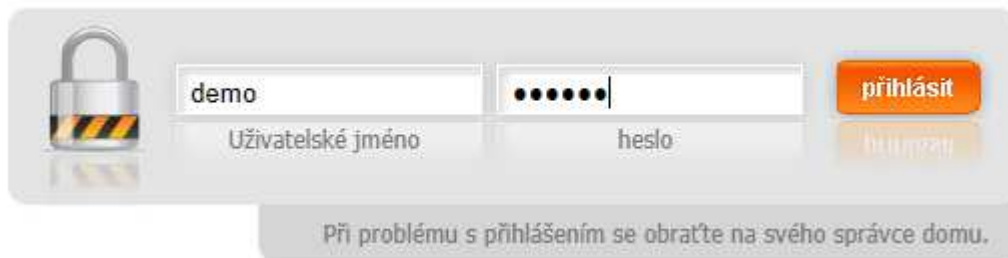 demo ●●●●●● přihlásit
Uživatelské jméno heslo
Při problému s přihlášením se obraťte na svého správce domu.